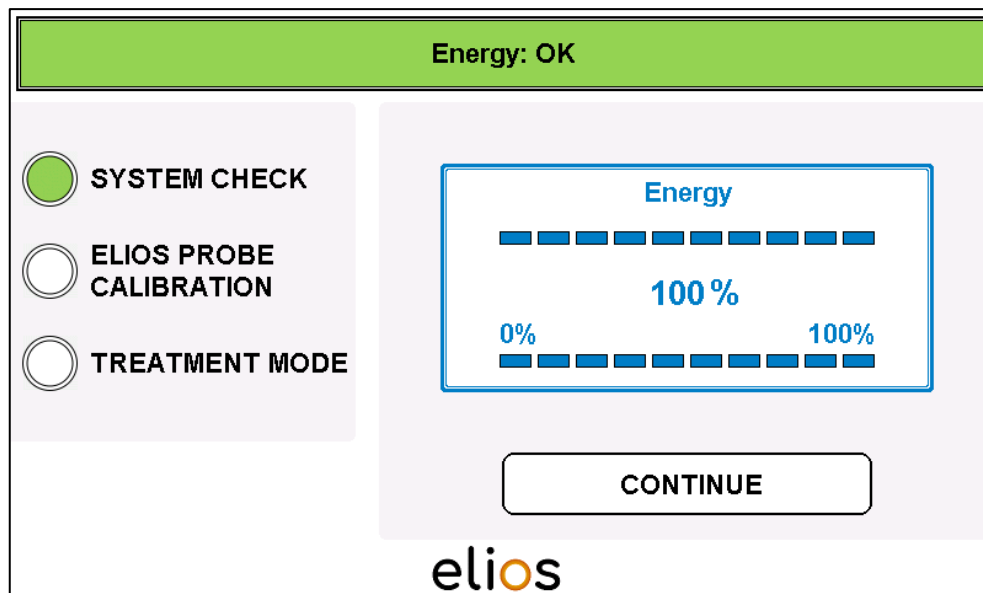 Energy: OK
SYSTEM CHECK
ELIOS PROBE
CALIBRATION
TREATMENT MODE
Energy
100 %
0% 100%
CONTINUE
elios